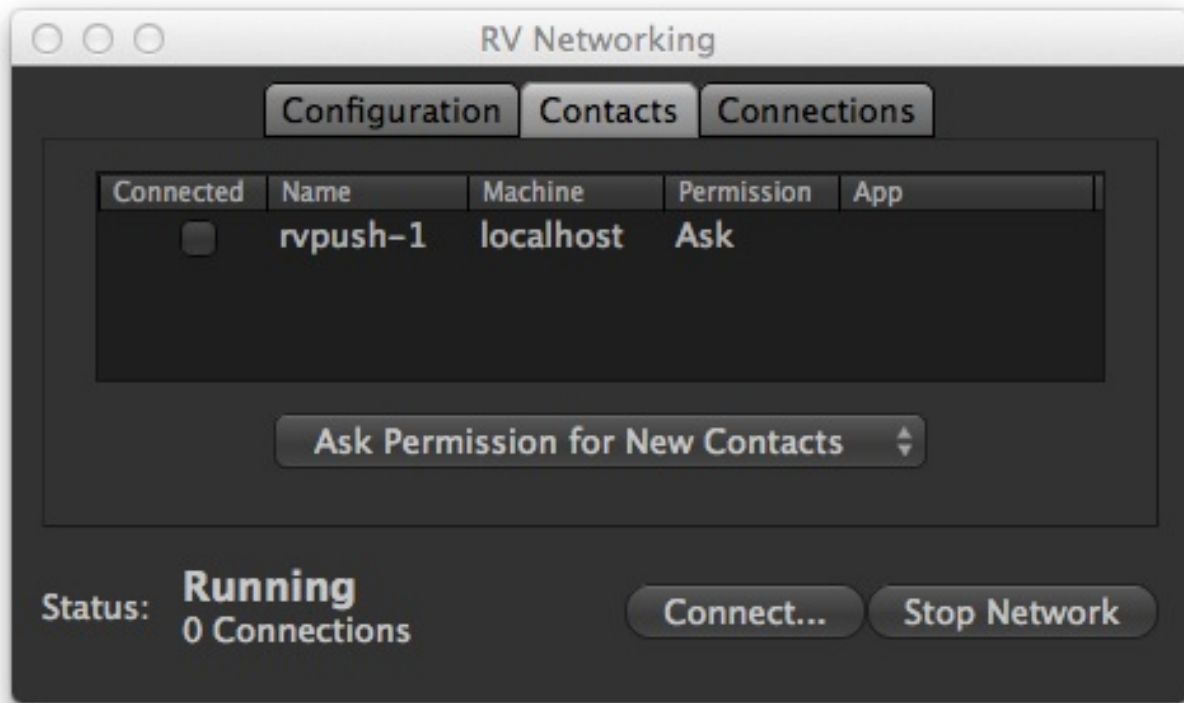 RV Networking
Configuration Contacts Connections
Connected Name Machine Permission App
rvpush-1 localhost Ask
Ask Permission for New Contacts
Status: Running
0 Connections
Connect... Stop Network